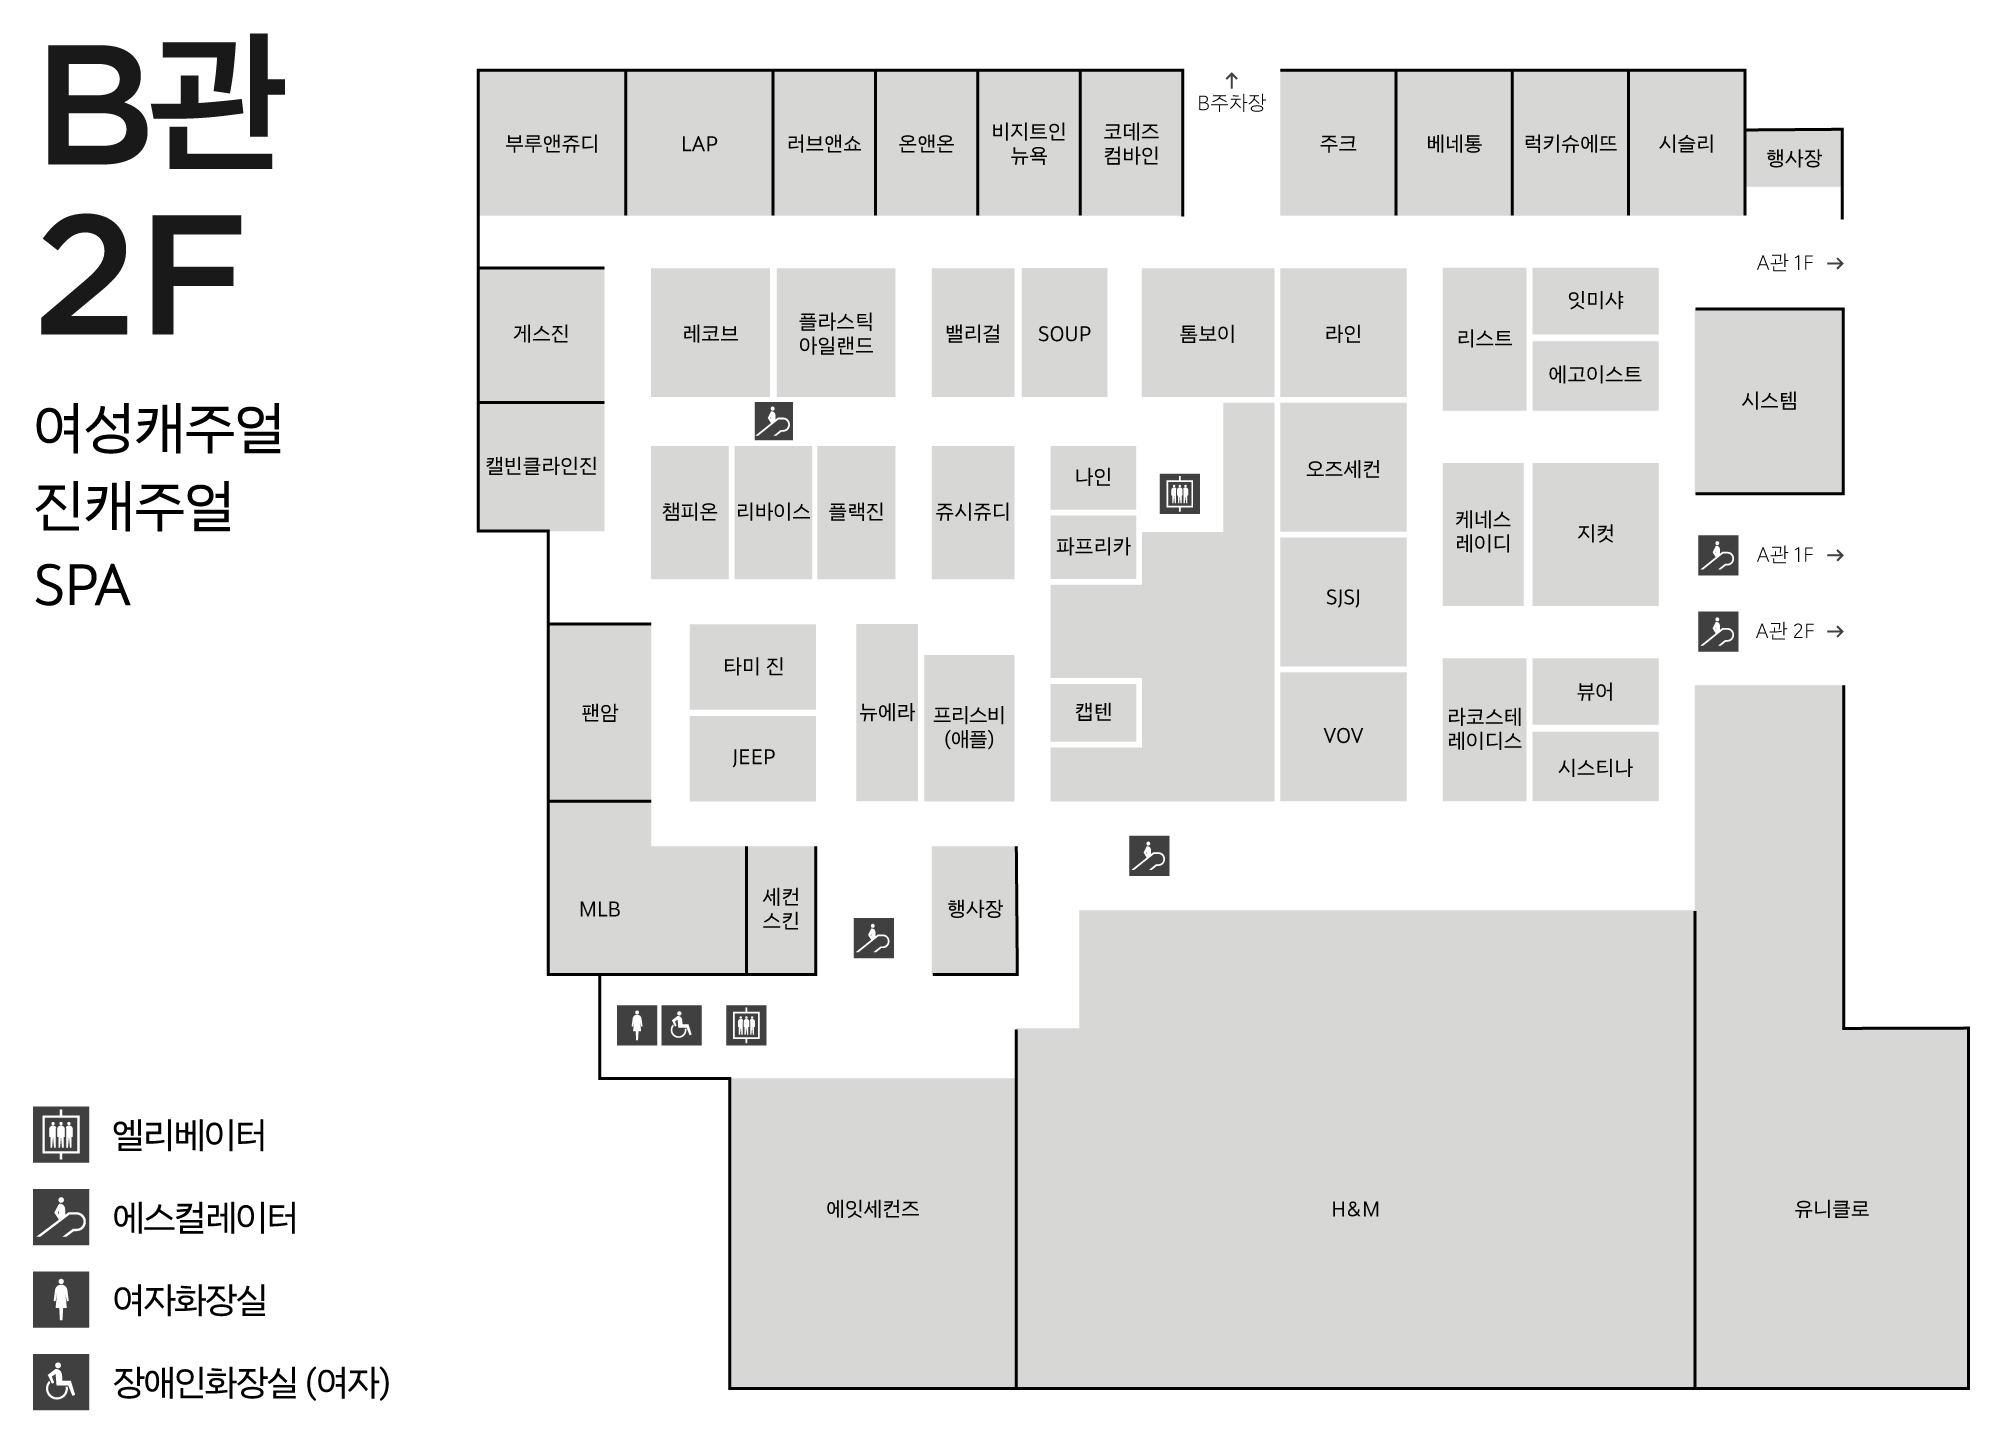 B관
2F
여성캐주얼
진캐주얼
SPA
부루앤쥬디
LAP
러브앤쇼
온앤온
비지트인
뉴욕
코데즈
컴바인
B주차장
주크
베네통
럭키슈에뜨
시슬리
행사장
A관 1F
게스진
레코브
플라스틱
아일랜드
밸리걸
SOUP
톰보이
라인
리스트
잇미샤
에고이스트
시스템
캘빈클라인진
챔피온
리바이스
플랙진
쥬시쥬디
나인
파프리카
오즈세컨
케네스
레이디
지컷
A관 1F
A관 2F
SJSJ
팬암
타미 진
JEEP
뉴에라
프리스비
(애플)
캡텐
VOV
라코스테
레이디스
뷰어
시스티나
MLB
세컨
스킨
행사장
에잇세컨즈
H&M
유니클로
엘리베이터
에스컬레이터
여자화장실
장애인화장실 (여자)